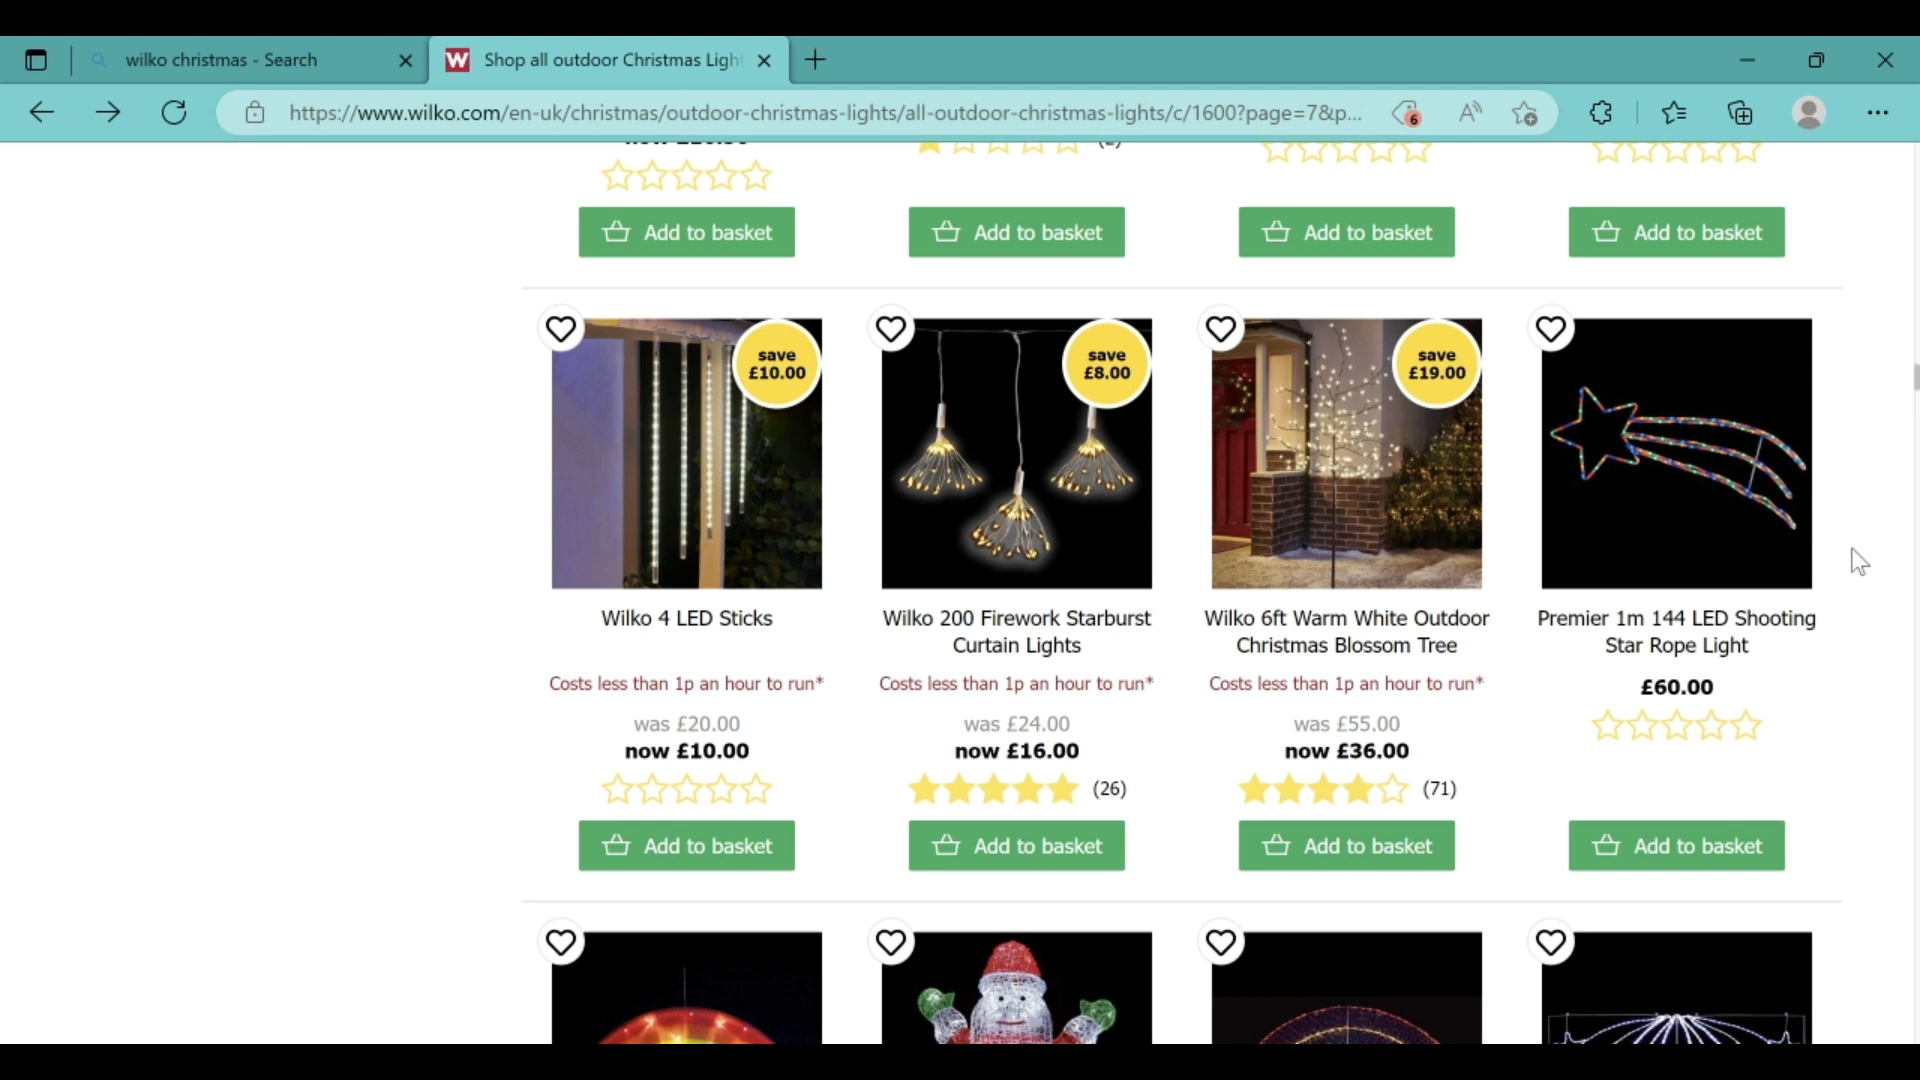 wilko christmas - Search
W Shop all outdoor Christmas Ligh
https://www.wilko.com/en-uk/christmas/outdoor-christmas-lights/all-outdoor-christmas-lights/c/1600?page=7&p...
6
Add to basket
Add to basket
Add to basket
Add to basket
save
£10.00
save
£8.00
save
£19.00
Wilko 4 LED Sticks
Costs less than 1p an hour to run*
was £20.00
now £10.00
Add to basket
Wilko 200 Firework Starburst
Curtain Lights
Costs less than 1p an hour to run*
was £24.00
now £16.00
(26)
Add to basket
Wilko 6ft Warm White Outdoor
Christmas Blossom Tree
Costs less than 1p an hour to run*
was £55.00
now £36.00
(71)
Add to basket
Premier 1m 144 LED Shooting
Star Rope Light
£60.00
Add to basket